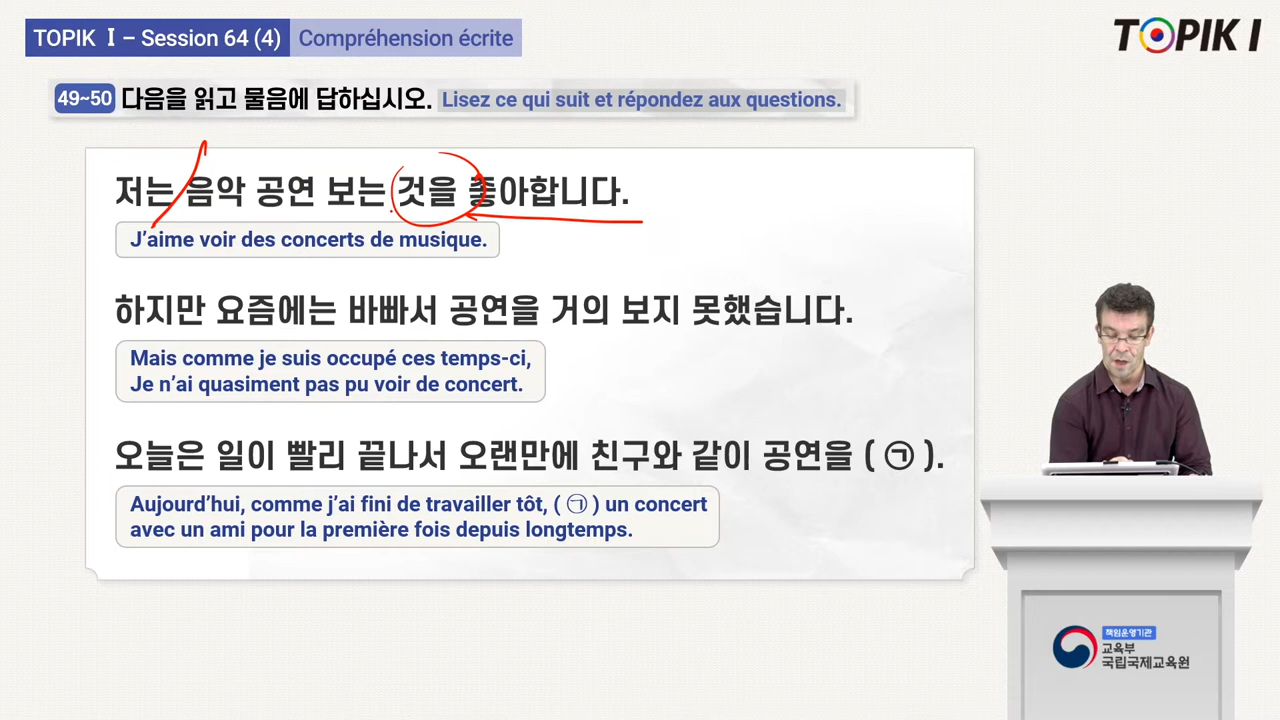 TOPIK Ⅰ – Session 64 (4) Compréhension écrite
TOPIK I
49~50 다음을 읽고 물음에 답하십시오. Lisez ce qui suit et répondez aux questions.
저는 음악 공연 보는 것을 좋아합니다.
J’aime voir des concerts de musique.
하지만 요즘에는 바빠서 공연을 거의 보지 못했습니다.
Mais comme je suis occupé ces temps-ci,
Je n’ai quasiment pas pu voir de concert.
오늘은 일이 빨리 끝나서 오랜만에 친구와 같이 공연을 ( ㉠ ).
Aujourd’hui, comme j’ai fini de travailler tôt, ( ㉠ ) un concert
avec un ami pour la première fois depuis longtemps.
책임운영기관
교육부
국립국제교육원